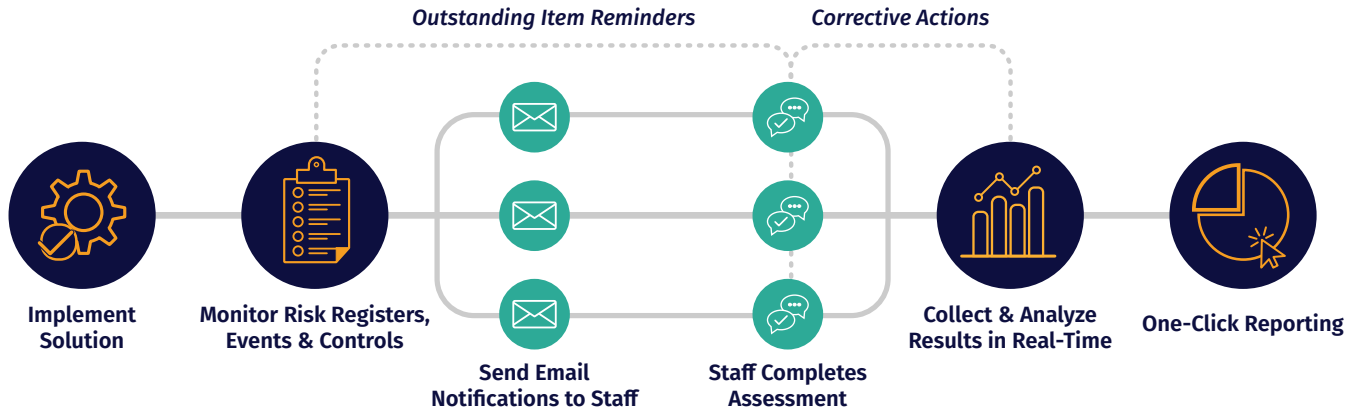 Outstanding Item Reminders
Corrective Actions
Implement
Solution
Monitor Risk Registers,
Events & Controls
Send Email
Notifications to Staff
Staff Completes
Assessment
Collect & Analyze
Results in Real-Time
One-Click Reporting